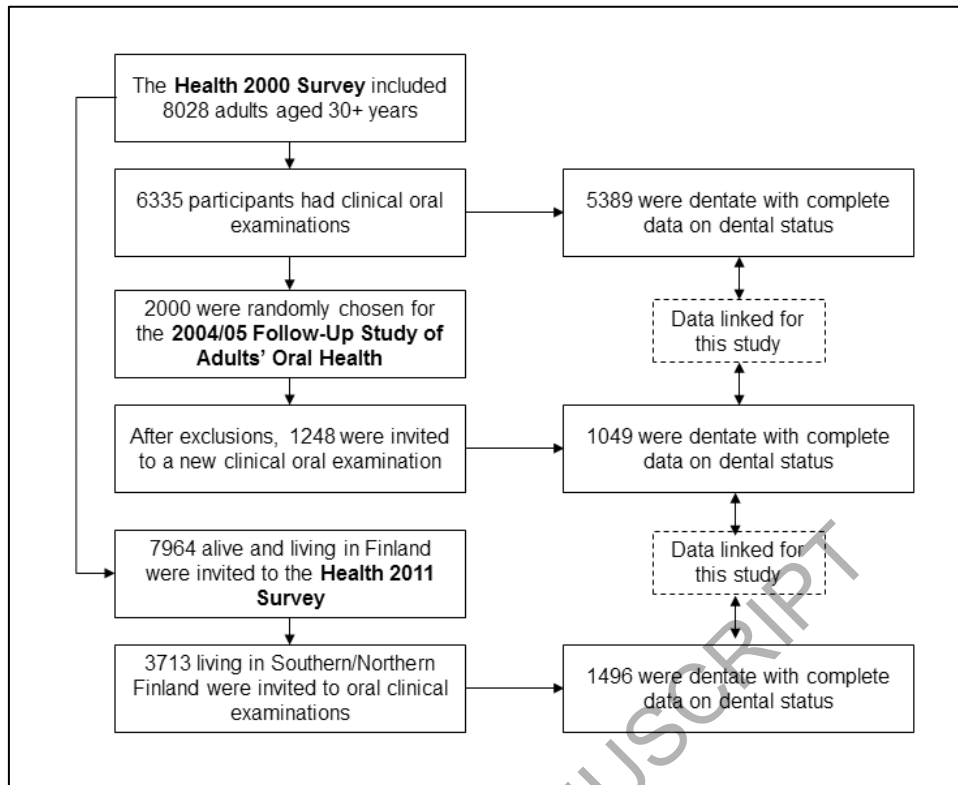 The Health 2000 Survey included
8028 adults aged 30+ years
6335 participants had clinical oral
examinations
5389 were dentate with complete
data on dental status
2000 were randomly chosen for
the 2004/05 Follow-Up Study of
Adults' Oral Health
Data linked for
this study
After exclusions, 1248 were invited
to a new clinical oral examination
1049 were dentate with complete
data on dental status
7964 alive and living in Finland
were invited to the Health 2011
Survey
Data linked for
this study
3713 living in Southern/Northern
Finland were invited to oral clinical
examinations
1496 were dentate with complete
data on dental status